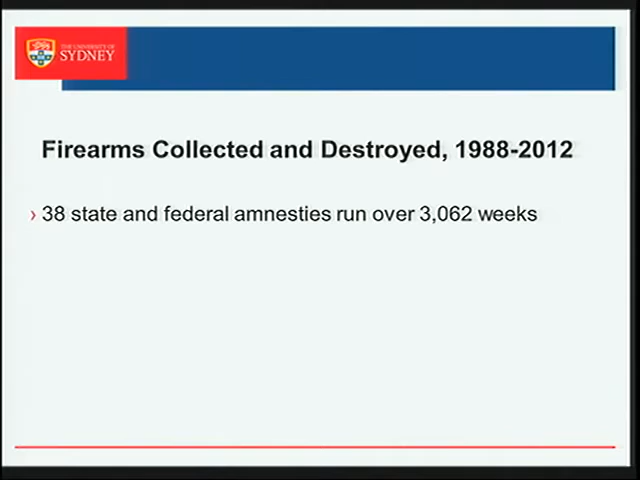 THE UNIVERSITY OF
SYDNEY
Firearms Collected and Destroyed, 1988-2012
› 38 state and federal amnesties run over 3,062 weeks